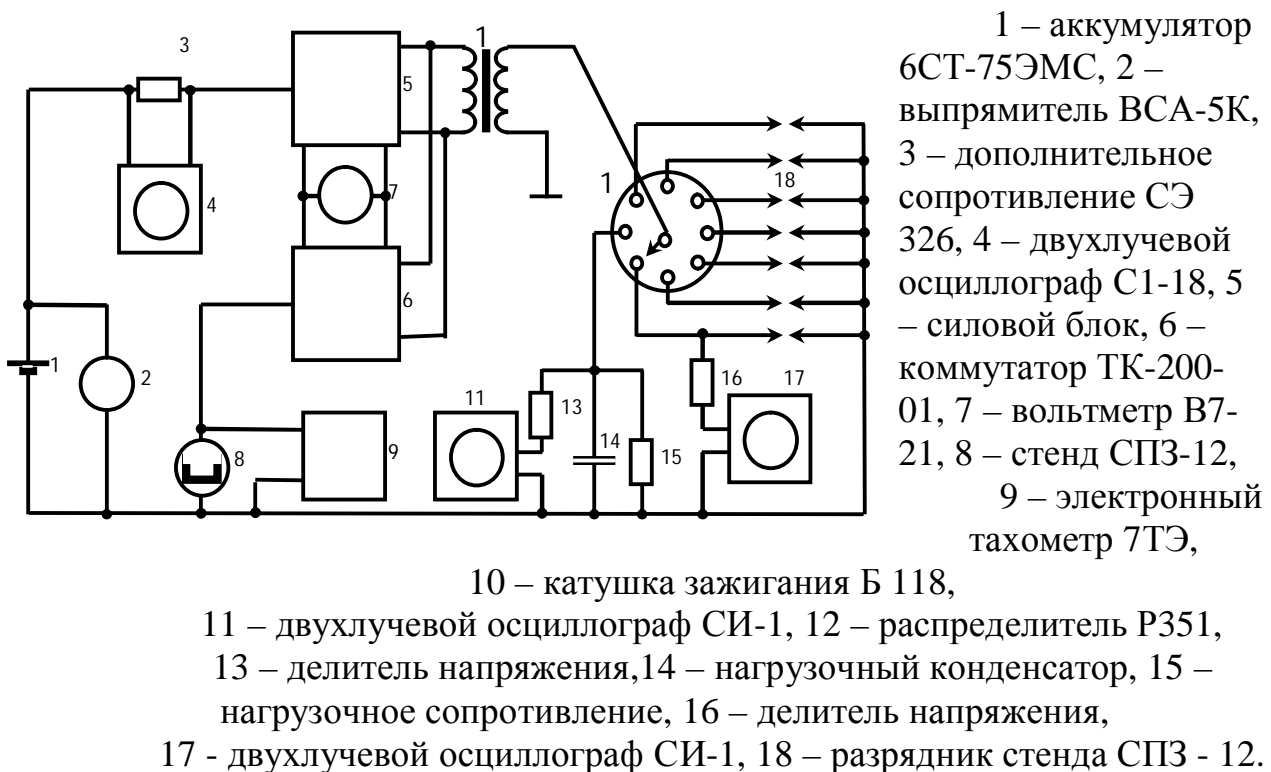 3
5
1
4
7
6
1
2
8
9
1
18
11
13
14
15
16
17
1 – аккумулятор
6СТ-75ЭМС, 2 –
выпрямитель ВСА-5К,
3 – дополнительное
сопротивление СЭ
326, 4 – двухлучевой
осциллограф С1-18, 5
– силовой блок, 6 –
коммутатор ТК-200-
01, 7 – вольтметр В7-
21, 8 – стенд СПЗ-12,
9 – электронный
тахометр 7ТЭ,
10 – катушка зажигания Б 118,
11 – двухлучевой осциллограф СИ-1, 12 – распределитель Р351,
13 – делитель напряжения,14 – нагрузочный конденсатор, 15 –
нагрузочное сопротивление, 16 – делитель напряжения,
17 - двухлучевой осциллограф СИ-1, 18 – разрядник стенда СПЗ - 12.